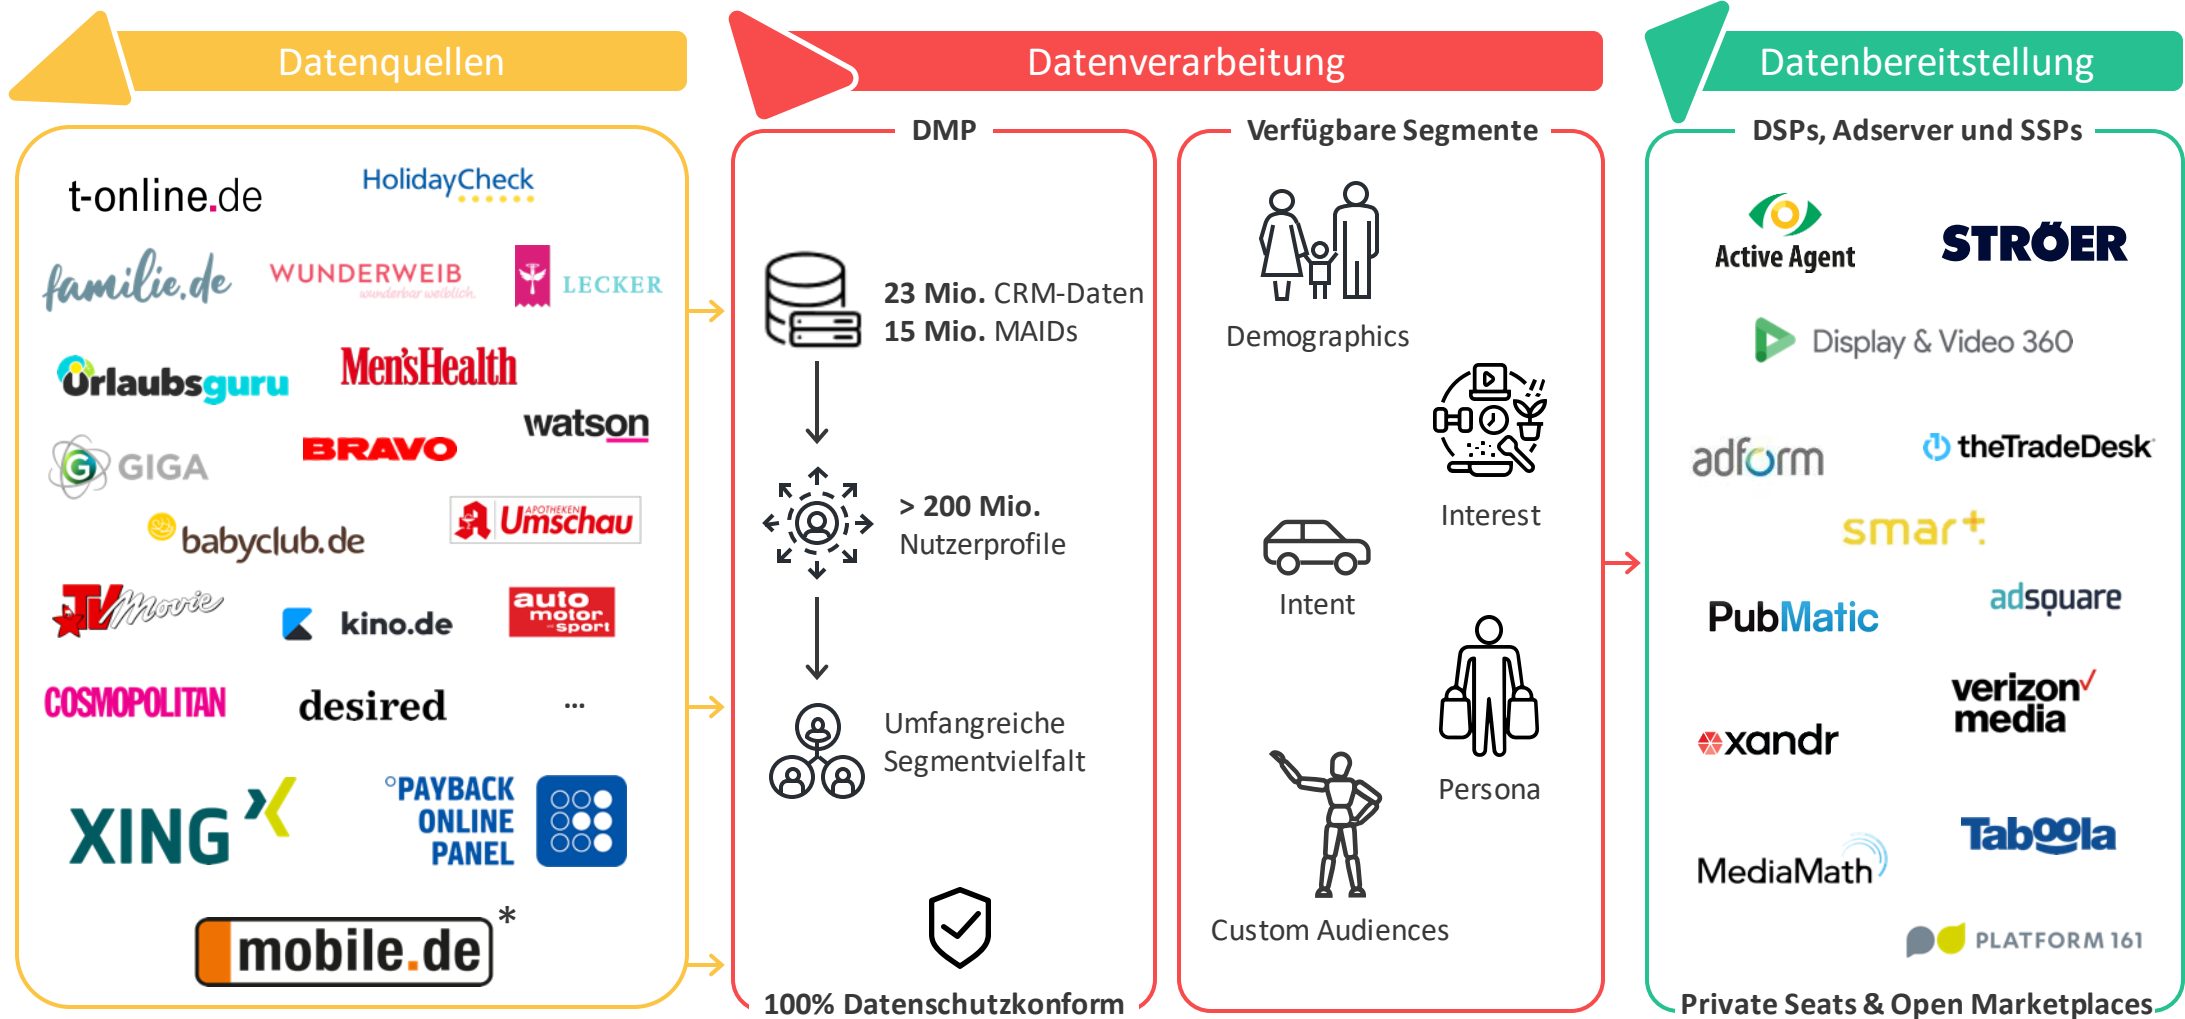 Datenquellen
t-online.de
HolidayCheck
familie.de
WUNDERWEIB
wunderbar weiblich.
LECKER
Urlaubsguru
Men'sHealth
watson
BRAVO
G GIGA
babyclub.de
APOTHEKEN
Umschau
TV Movie
kino.de
auto
motor
und sport
COSMOPOLITAN
desired
...
XING
°PAYBACK
ONLINE
PANEL
mobile.de*
Datenverarbeitung
DMP
23 Mio. CRM-Daten
15 Mio. MAIDs
> 200 Mio.
Nutzerprofile
Umfangreiche
Segmentvielfalt
100% Datenschutzkonform
Verfügbare Segmente
Demographics
Interest
Intent
Persona
Custom Audiences
Datenbereitstellung
DSPs, Adserver und SSPs
Active Agent
STRÖER
Display & Video 360
adform
theTradeDesk
smart
PubMatic
adsquare
verizon
media
xandr
Taboola
MediaMath
PLATFORM 161
Private Seats & Open Marketplaces